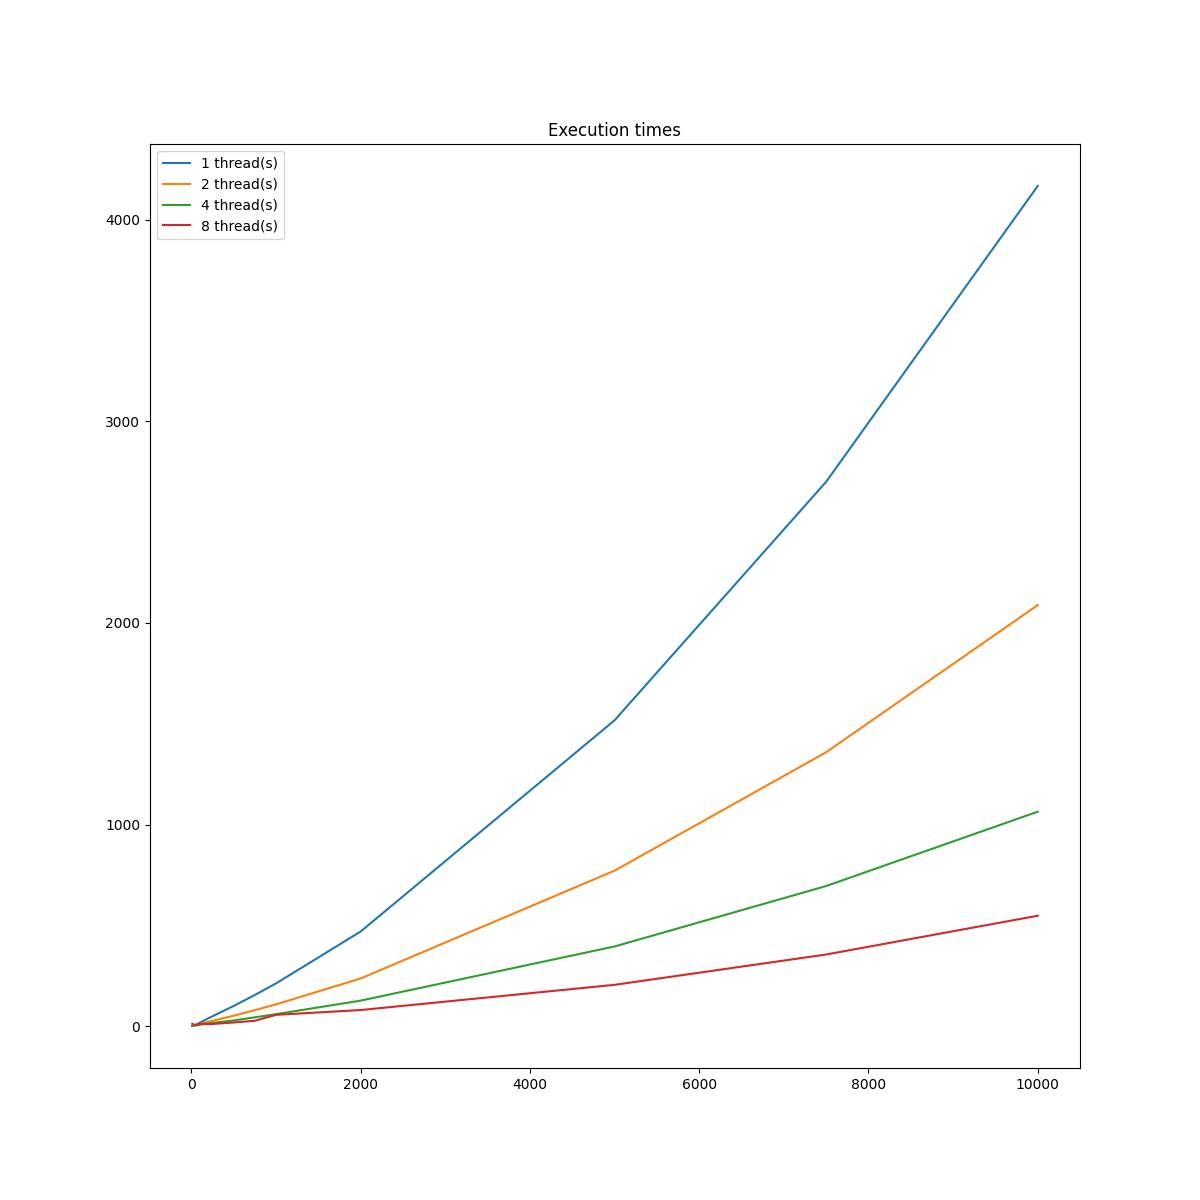 Execution times
1 thread(s)
2 thread(s)
4 thread(s)
8 thread(s)
4000
3000
2000
1000
0
0 2000 4000 6000 8000 10000